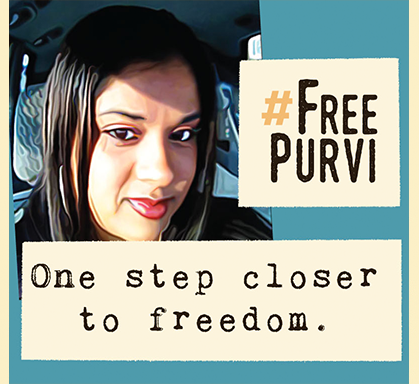 #FREE
PURVI
One step closer
to freedom.